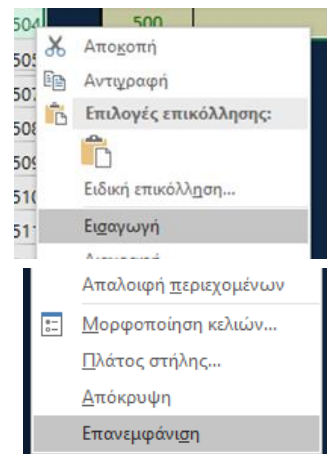 504
500
Αποκοπή
505
Αντιγραφή
507
Επιλογές επικόλλησης:
508
509
Ειδική επικόλληση...
510
Εισαγωγή
511
Απαλοιφή περιεχομένων
Μορφοποίηση κελιών...
Πλάτος στήλης...
Απόκρυψη
Επανεμφάνιση